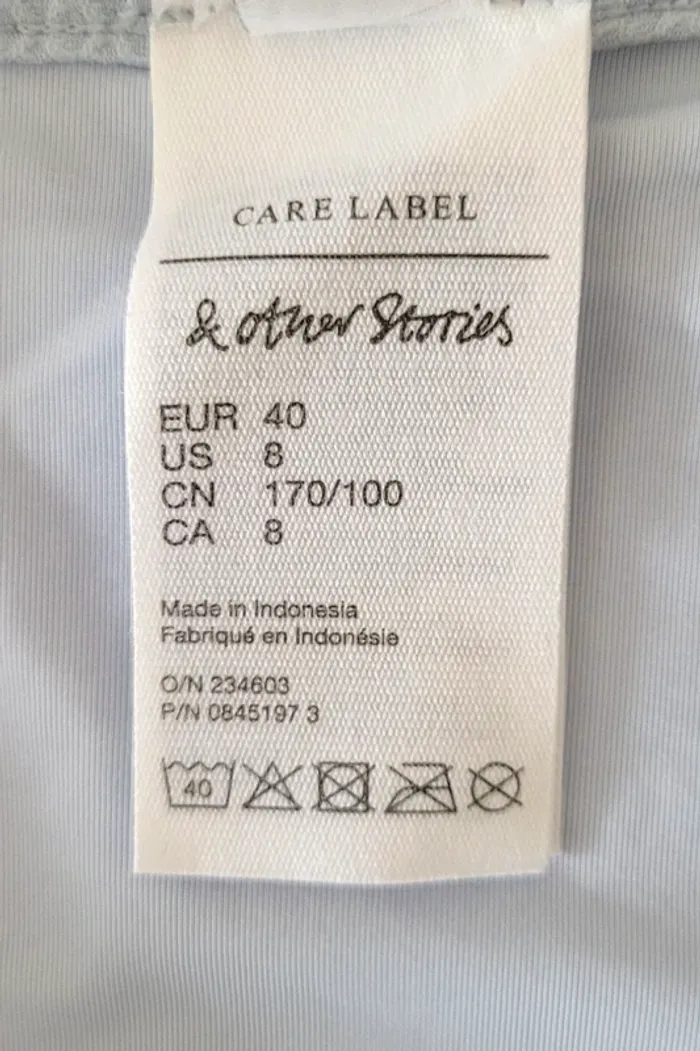 CARE LABEL
& other Stories
EUR 40
US 8
CN 170/100
CA 8
Made in Indonesia
Fabriqué en Indonésie
O/N 234603
P/N 0845197 3
40